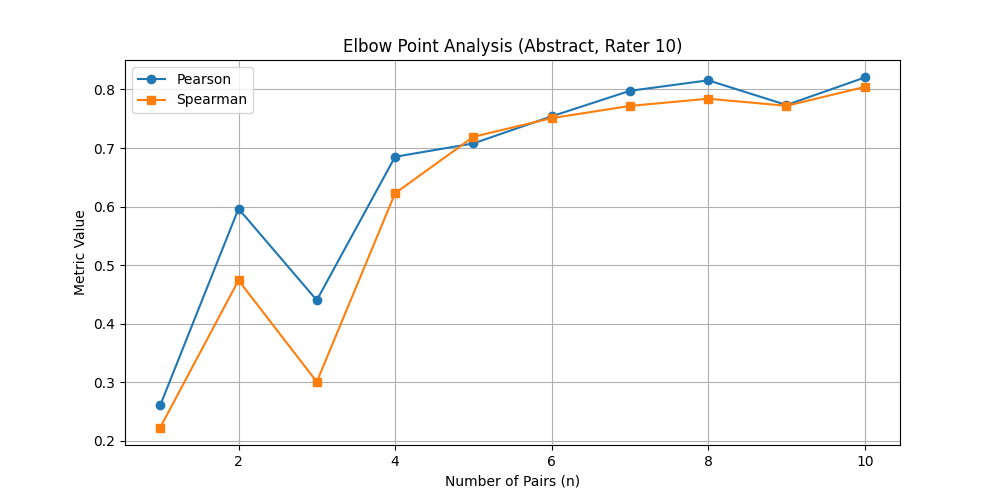 Elbow Point Analysis (Abstract, Rater 10)
Pearson
Spearman
Metric Value
0.8
0.7
0.6
0.5
0.4
0.3
0.2
2 4 6 8 10
Number of Pairs (n)